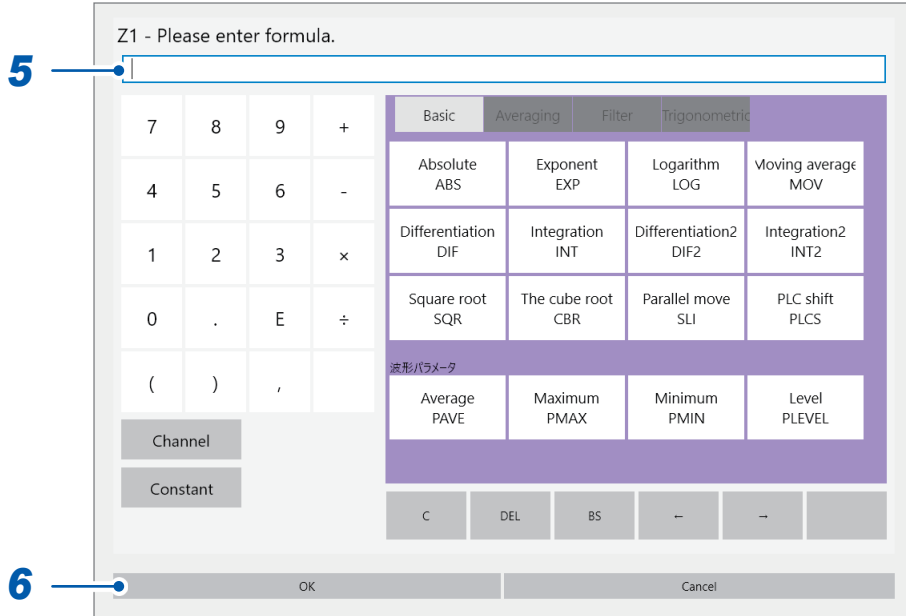 Z1 - Please enter formula.
5
7 8 9 +
4 5 6 -
1 2 3 ×
0 . E ÷
( ) ,
Channel
Constant
Basic Averaging Filter Trigonometric
Absolute Exponent Logarithm Moving average
ABS EXP LOG MOV
Differentiation Integration Differentiation2 Integration2
DIF INT DIF2 INT2
Square root The cube root Parallel move PLC shift
SQR CBR SLI PLCS
波形パラメータ
Average Maximum Minimum Level
PAVE PMAX PMIN PLEVEL
C DEL BS ← →
6
OK Cancel